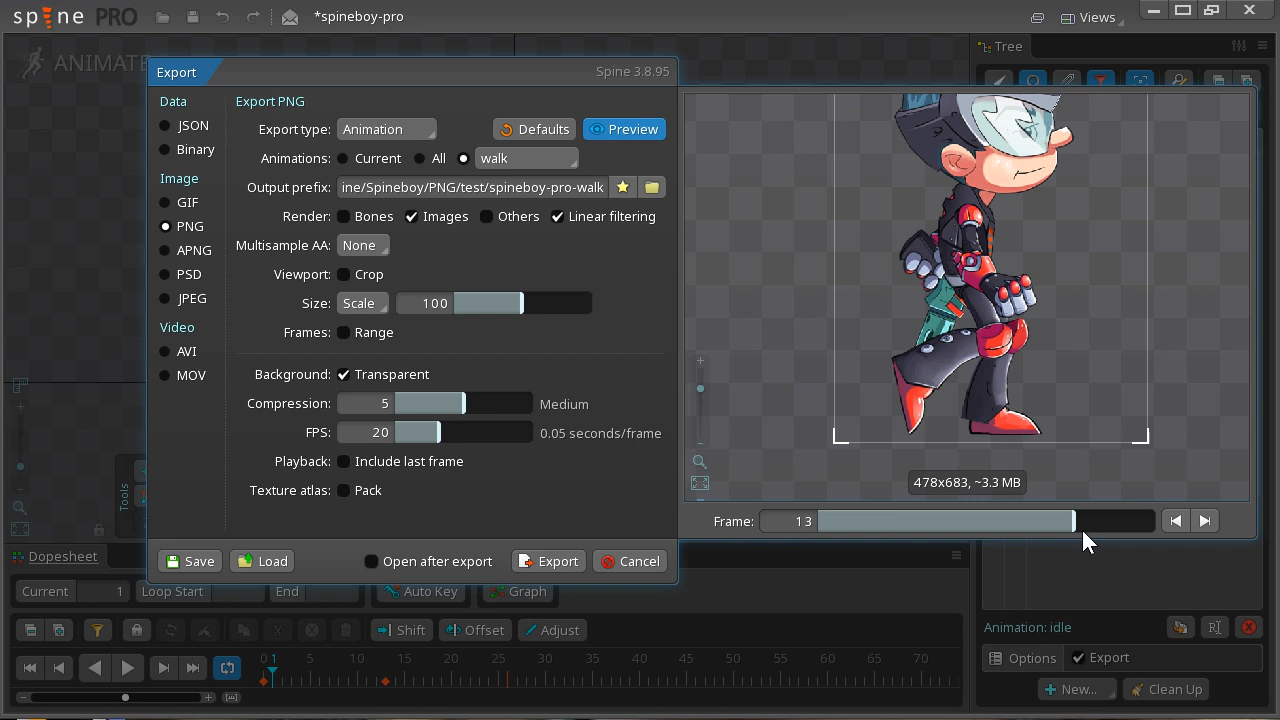 spine PRO
*spineboy-pro
Views
ANIMATE
Tree
Export
Spine 3.8.95
Data
JSON
Binary
Image
GIF
PNG
APNG
PSD
JPEG
Video
AVI
MOV
Export PNG
Export type: Animation Defaults Preview
Animations: Current All walk
Output prefix: ine/Spineboy/PNG/test/spineboy-pro-walk
Render: Bones Images Others Linear filtering
Multisample AA: None
Viewport: Crop
Size: Scale 100
Frames: Range
Background: Transparent
Compression: 5 Medium
FPS: 20 0.05 seconds/frame
Playback: Include last frame
Texture atlas: Pack
478x683, ~3.3 MB
Frame: 13
Tools
Save Load Open after export Export Cancel
Dopesheet
Current 1 Loop Start End Auto Key Graph
Shift Offset Adjust
0 1 5 10 15 20 25 30 35 40 45 50 55 60 65 70
Animation: idle
Options Export
New... Clean Up